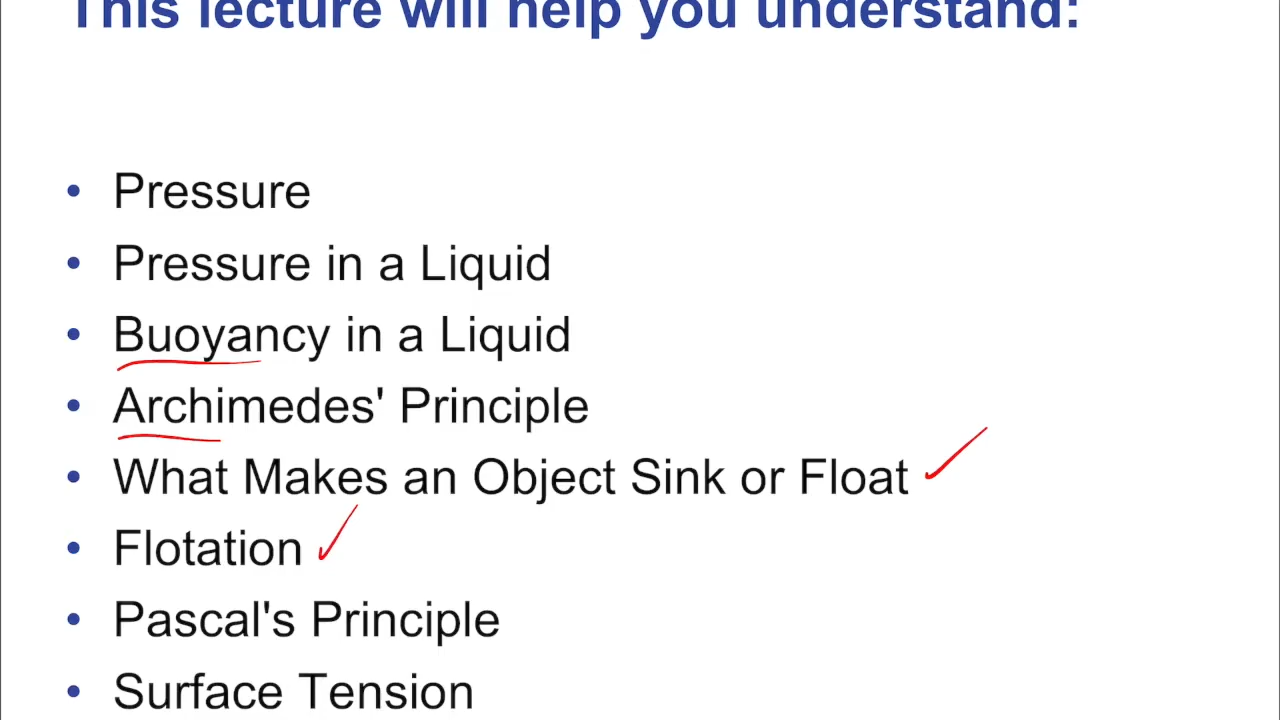 This lecture will help you understand:
• Pressure
• Pressure in a Liquid
• Buoyancy in a Liquid
• Archimedes' Principle
• What Makes an Object Sink or Float
• Flotation
• Pascal's Principle
• Surface Tension